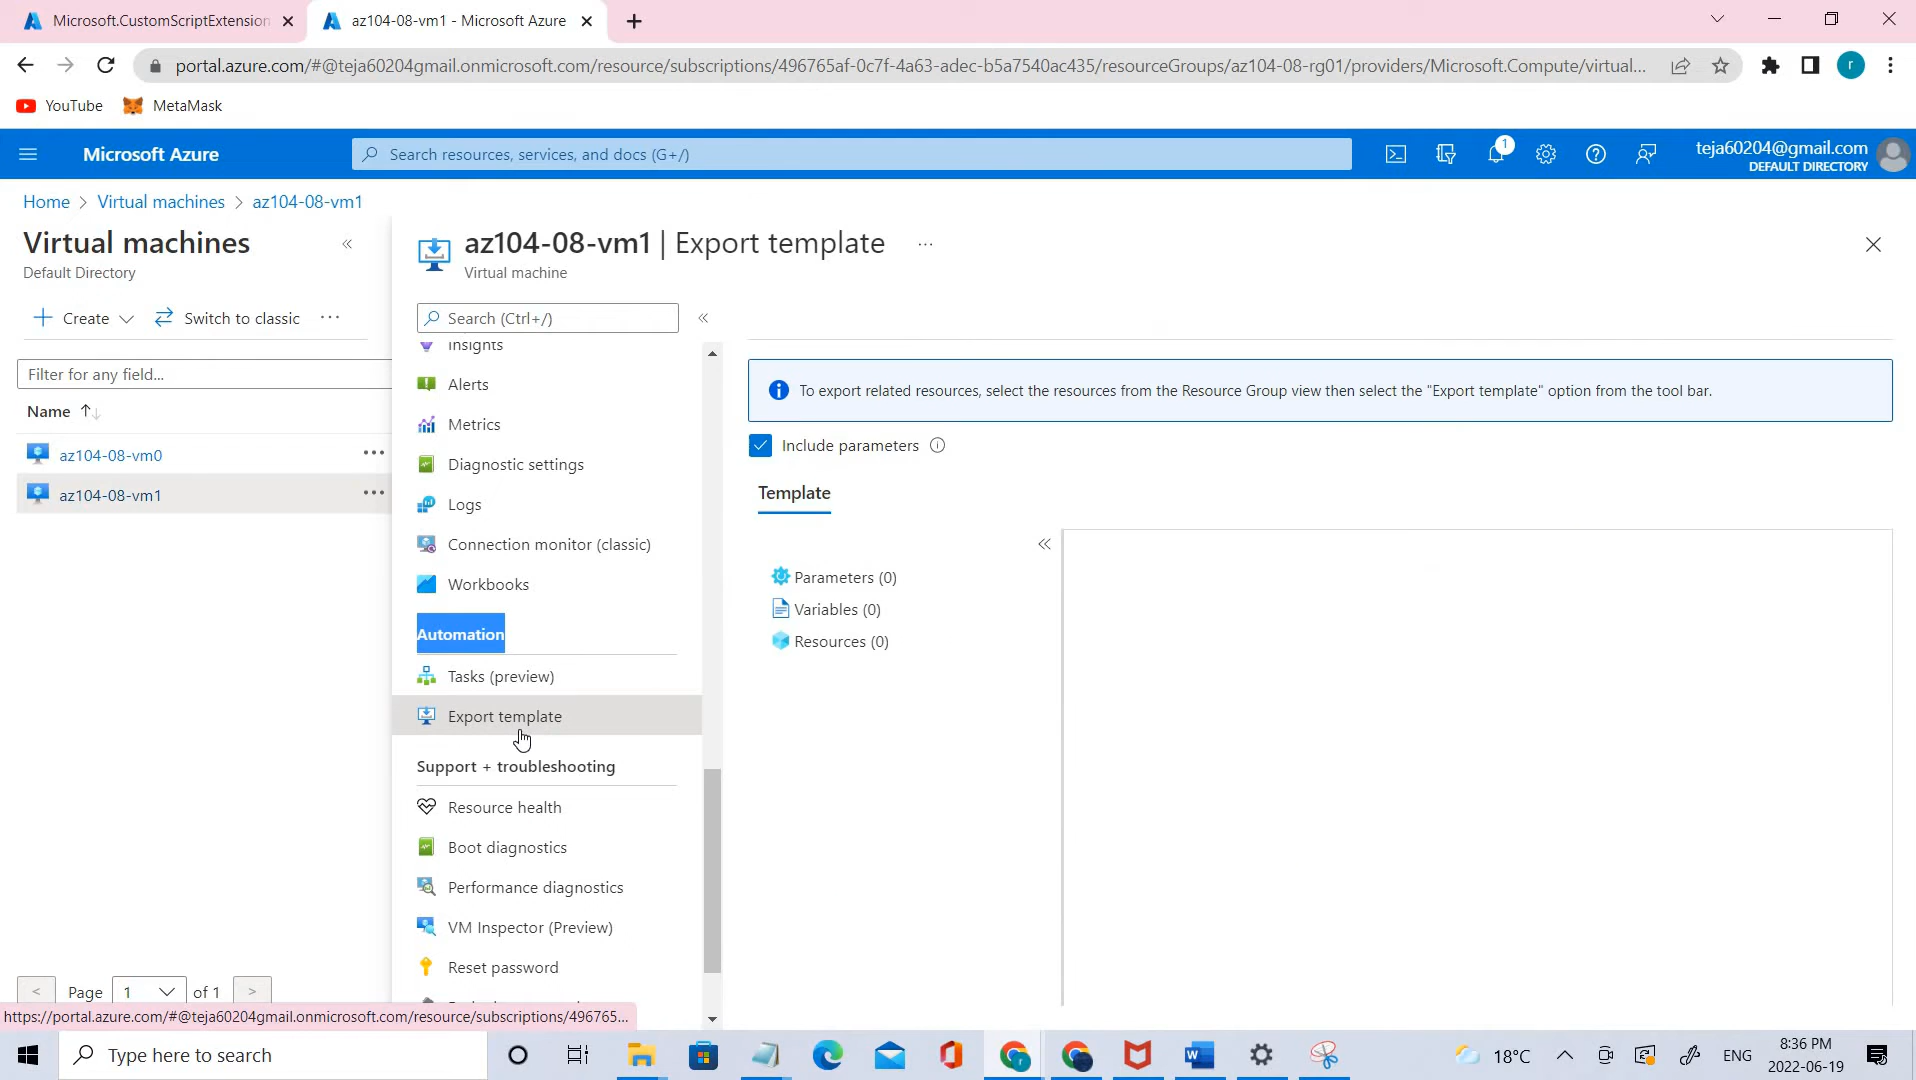 Microsoft.CustomScriptExtension
az104-08-vm1 - Microsoft Azure
portal.azure.com/#@teja60204gmail.onmicrosoft.com/resource/subscriptions/496765af-0c7f-4a63-adec-b5a7540ac435/resourceGroups/az104-08-rg01/providers/Microsoft.Compute/virtual...
r
YouTube
MetaMask
Microsoft Azure
Search resources, services, and docs (G+/)
1
teja60204@gmail.com
DEFAULT DIRECTORY
Home > Virtual machines > az104-08-vm1
Virtual machines
Default Directory
Create
Switch to classic
Filter for any field...
Name
az104-08-vm0
az104-08-vm1
Page 1 of 1
az104-08-vm1 | Export template
Virtual machine
Search (Ctrl+/)
Insights
Alerts
Metrics
Diagnostic settings
Logs
Connection monitor (classic)
Workbooks
Automation
Tasks (preview)
Export template
Support + troubleshooting
Resource health
Boot diagnostics
Performance diagnostics
VM Inspector (Preview)
Reset password
To export related resources, select the resources from the Resource Group view then select the "Export template" option from the tool bar.
Include parameters
Template
Parameters (0)
Variables (0)
Resources (0)
https://portal.azure.com/#@teja60204gmail.onmicrosoft.com/resource/subscriptions/496765...
Type here to search
18°C
ENG
8:36 PM
2022-06-19